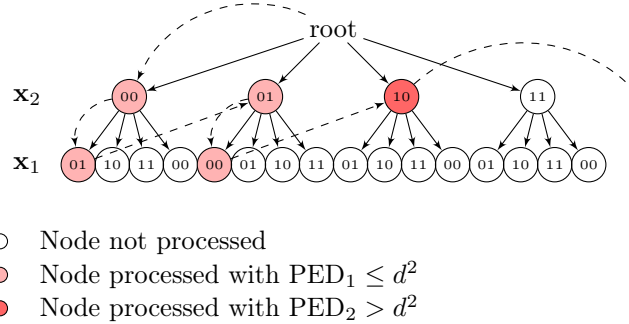 root
x₂ 00 01 10 11
x₁ 01 10 11 00 00 01 10 11 01 10 11 00 01 10 11 00
Node not processed
Node processed with PED₁ ≤ d²
Node processed with PED₂ > d²